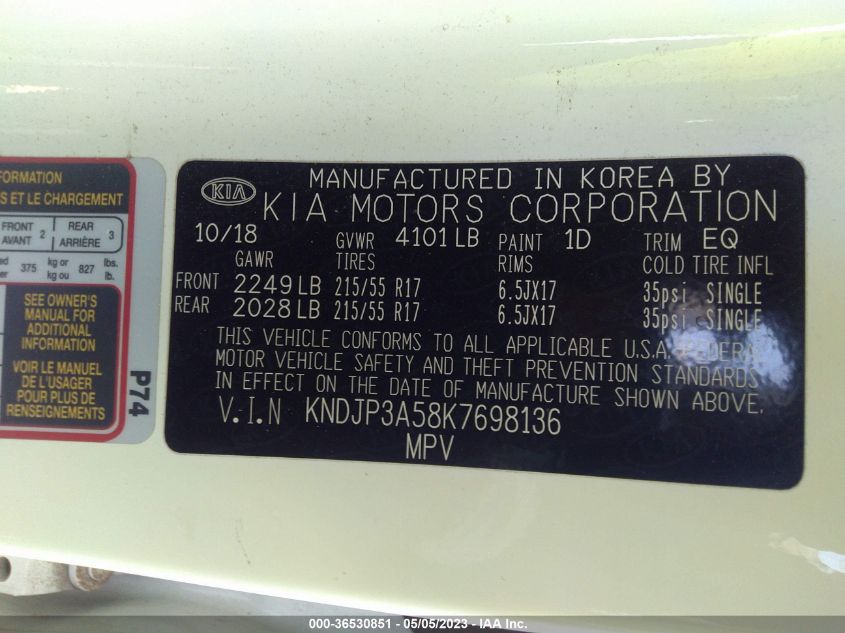 FORMATION
S ET LE CHARGEMENT
FRONT
AVANT 2
REAR
ARRIÈRE 3
375 kg or
kg ou 827 lbs.
lb.
SEE OWNER'S
MANUAL FOR
ADDITIONAL
INFORMATION
VOIR LE MANUEL
DE L'USAGER
POUR PLUS DE
RENSEIGNEMENTS
P74
KIA
MANUFACTURED IN KOREA BY
KIA MOTORS CORPORATION
10/18 GVWR 4101 LB PAINT 1D TRIM EQ
GAWR TIRES RIMS COLD TIRE INFL
FRONT 2249 LB 215/55 R17 6.5JX17 35psi SINGLE
REAR 2028 LB 215/55 R17 6.5JX17 35psi SINGLE
THIS VEHICLE CONFORMS TO ALL APPLICABLE U.S.A. FEDERAL
MOTOR VEHICLE SAFETY AND THEFT PREVENTION STANDARDS
IN EFFECT ON THE DATE OF MANUFACTURE SHOWN ABOVE.
V.I.N KNDJP3A58K7698136
MPV
000-36530851 - 05/05/2023 - IAA Inc.